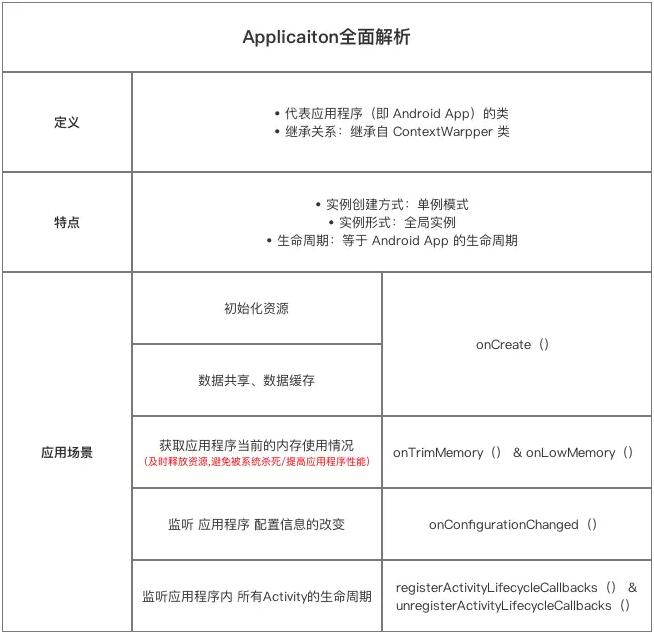 Applicaiton全面解析
定义
• 代表应用程序（即 Android App）的类
• 继承关系：继承自 ContextWarpper 类
特点
• 实例创建方式：单例模式
• 实例形式：全局实例
• 生命周期：等于 Android App 的生命周期
应用场景
初始化资源
onCreate（）
数据共享、数据缓存
获取应用程序当前的内存使用情况
（及时释放资源,避免被系统杀死/提高应用程序性能）
onTrimMemory（） & onLowMemory（）
监听 应用程序 配置信息的改变
onConfigurationChanged（）
监听应用程序内 所有Activity的生命周期
registerActivityLifecycleCallbacks（） &
unregisterActivityLifecycleCallbacks（）